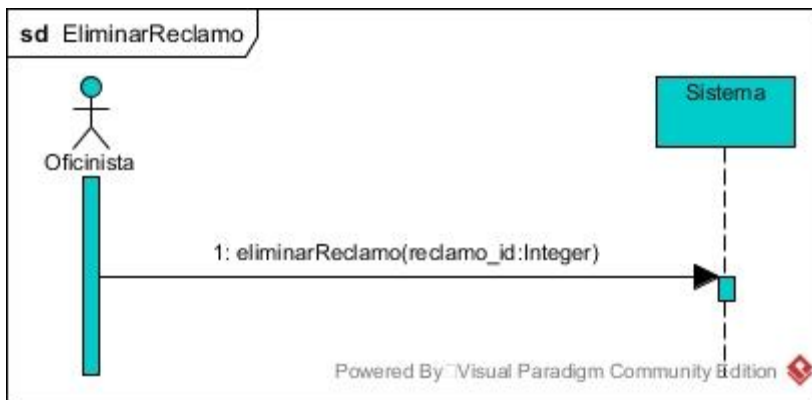 sd EliminarReclamo
Sistema
Oficinista
1: eliminarReclamo(reclamo_id:Integer)
Powered By Visual Paradigm Community Edition